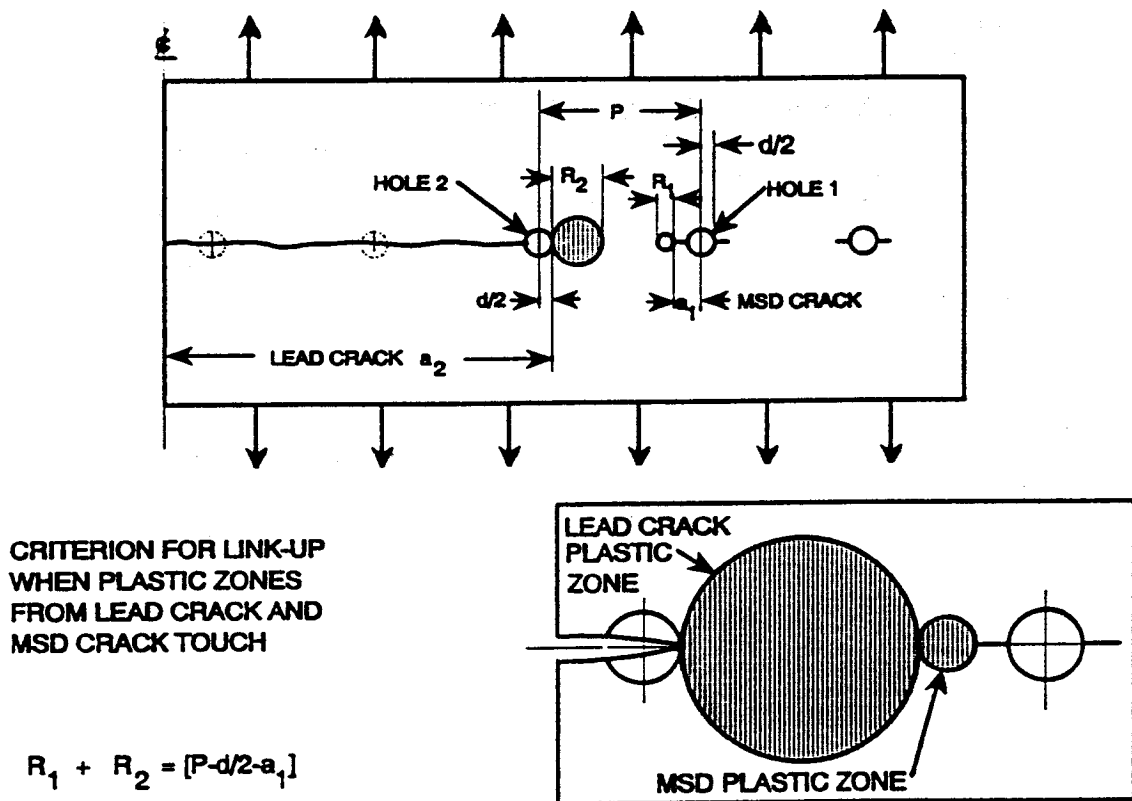 ℄
P
d/2
HOLE 2
R₂
R₁
HOLE 1
d/2
a₁
MSD CRACK
LEAD CRACK a₂
CRITERION FOR LINK-UP
WHEN PLASTIC ZONES
FROM LEAD CRACK AND
MSD CRACK TOUCH
R₁ + R₂ = [P-d/2-a₁]
LEAD CRACK
PLASTIC
ZONE
MSD PLASTIC ZONE